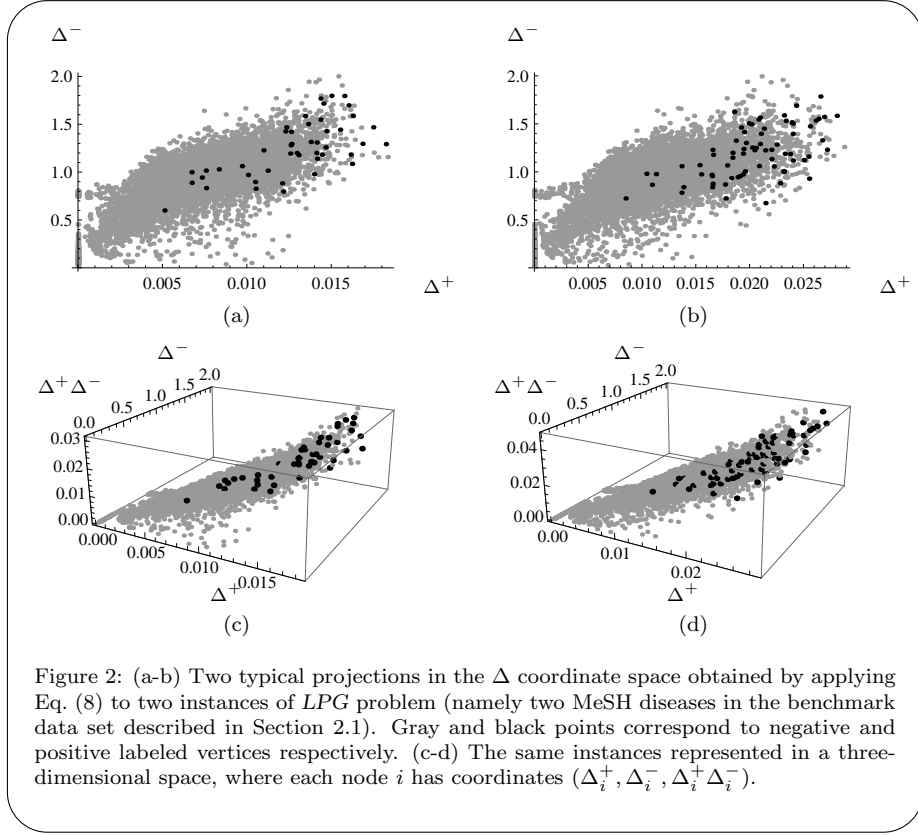 Δ⁻ Δ⁻
2.0 2.0
1.5 1.5
1.0 1.0
0.5 0.5
0.005 0.010 0.015 Δ⁺ 0.005 0.010 0.015 0.020 0.025 Δ⁺
(a) (b)
Δ⁻ Δ⁻
Δ⁺Δ⁻ 0.0 0.5 1.0 1.5 2.0 Δ⁺Δ⁻ 0.0 0.5 1.0 1.5 2.0
0.03 0.04
0.02 0.02
0.01 0.00
0.00
0.000 0.005 0.010 0.015 0.00 0.01 0.02
Δ⁺ Δ⁺
(c) (d)
Figure 2: (a-b) Two typical projections in the Δ coordinate space obtained by applying
Eq. (8) to two instances of LPG problem (namely two MeSH diseases in the benchmark
data set described in Section 2.1). Gray and black points correspond to negative and
positive labeled vertices respectively. (c-d) The same instances represented in a three-
dimensional space, where each node i has coordinates (Δᵢ⁺, Δᵢ⁻, Δᵢ⁺Δᵢ⁻).